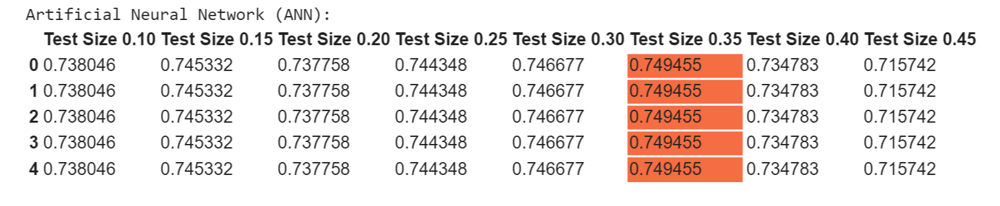 Artificial Neural Network (ANN):
Test Size 0.10 Test Size 0.15 Test Size 0.20 Test Size 0.25 Test Size 0.30 Test Size 0.35 Test Size 0.40 Test Size 0.45
0 0.738046 0.745332 0.737758 0.744348 0.746677 0.749455 0.734783 0.715742
1 0.738046 0.745332 0.737758 0.744348 0.746677 0.749455 0.734783 0.715742
2 0.738046 0.745332 0.737758 0.744348 0.746677 0.749455 0.734783 0.715742
3 0.738046 0.745332 0.737758 0.744348 0.746677 0.749455 0.734783 0.715742
4 0.738046 0.745332 0.737758 0.744348 0.746677 0.749455 0.734783 0.715742